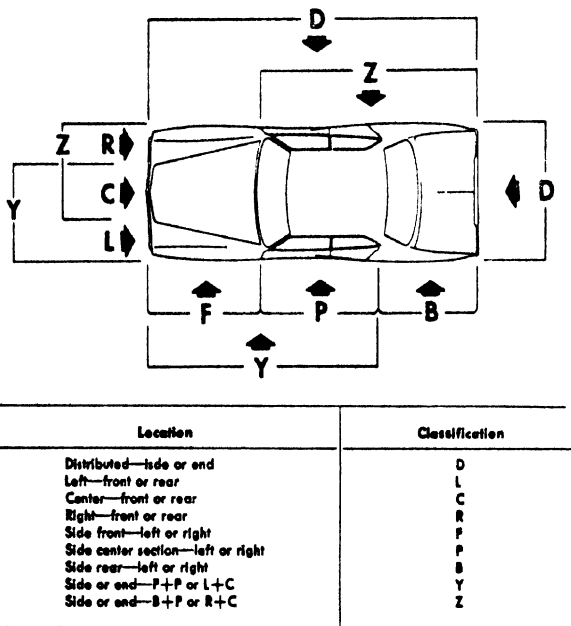 D
Z
Z R
C D
Y
L
F P B
Y
Location Classification
Distributed—isde or end D
Left—front or rear L
Center—front or rear C
Right—front or rear R
Side front—left or right F
Side center section—left or right P
Side rear—left or right B
Side or end—F+P or L+C Y
Side or end—B+P or R+C Z